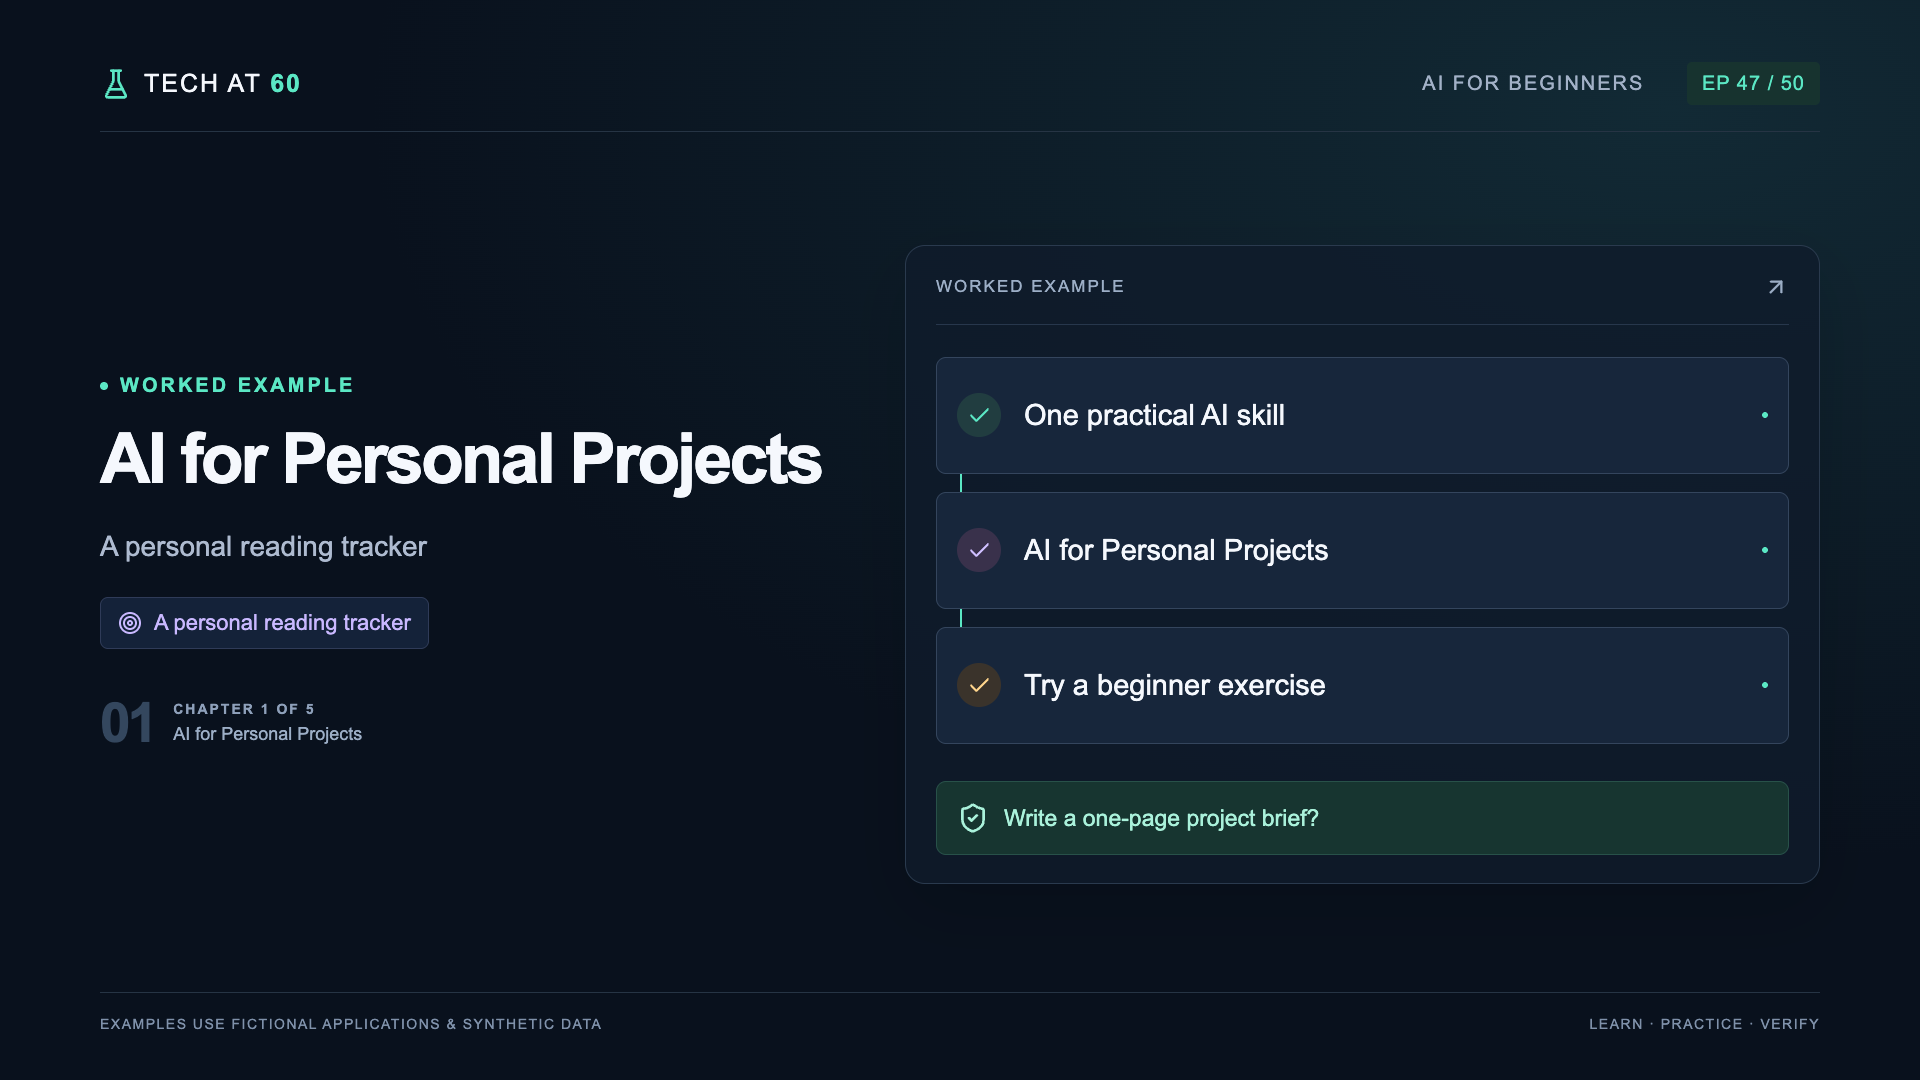 TECH AT 60
AI FOR BEGINNERS
EP 47 / 50
WORKED EXAMPLE
AI for Personal Projects
A personal reading tracker
A personal reading tracker
01
CHAPTER 1 OF 5
AI for Personal Projects
WORKED EXAMPLE
One practical AI skill
AI for Personal Projects
Try a beginner exercise
Write a one-page project brief?
EXAMPLES USE FICTIONAL APPLICATIONS & SYNTHETIC DATA
LEARN · PRACTICE · VERIFY